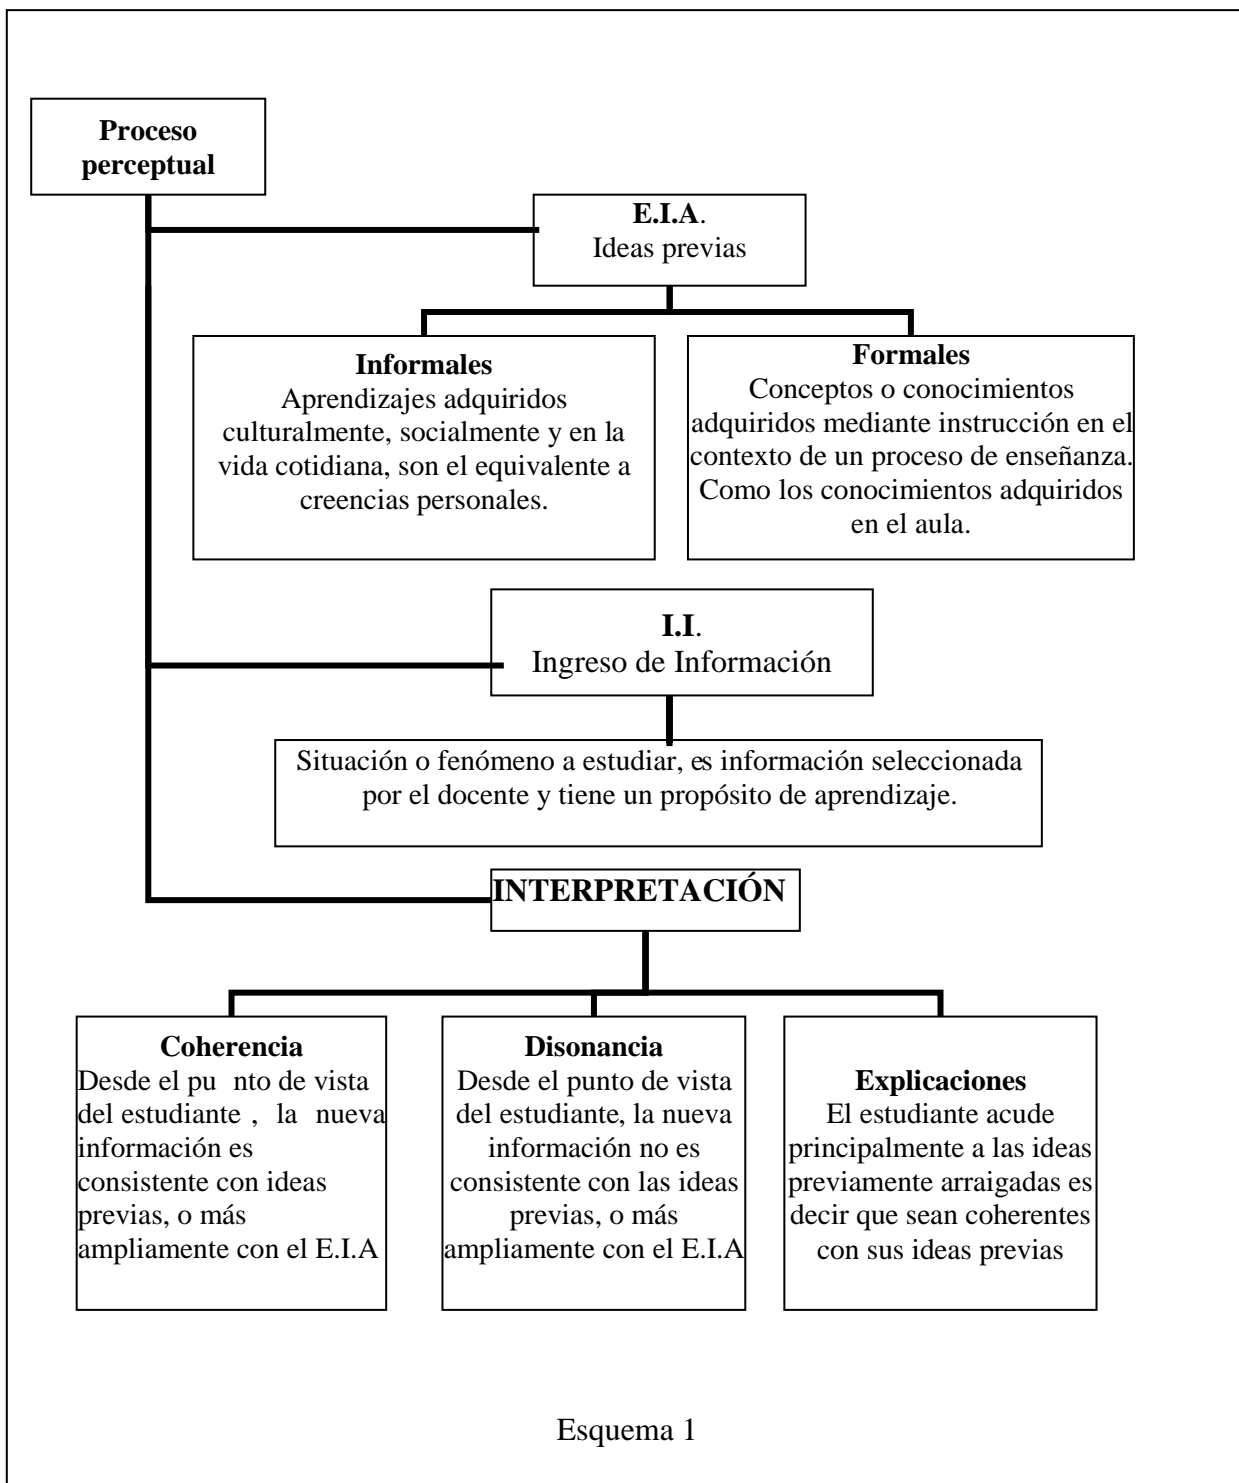 Proceso
perceptual
E.I.A.
Ideas previas
Informales
Aprendizajes adquiridos
culturalmente, socialmente y en la
vida cotidiana, son el equivalente a
creencias personales.
Formales
Conceptos o conocimientos
adquiridos mediante instrucción en el
contexto de un proceso de enseñanza.
Como los conocimientos adquiridos
en el aula.
I.I.
Ingreso de Información
Situación o fenómeno a estudiar, es información seleccionada
por el docente y tiene un propósito de aprendizaje.
INTERPRETACIÓN
Coherencia
Desde el pu nto de vista
del estudiante , la nueva
información es
consistente con ideas
previas, o más
ampliamente con el E.I.A
Disonancia
Desde el punto de vista
del estudiante, la nueva
información no es
consistente con las ideas
previas, o más
ampliamente con el E.I.A
Explicaciones
El estudiante acude
principalmente a las ideas
previamente arraigadas es
decir que sean coherentes
con sus ideas previas
Esquema 1